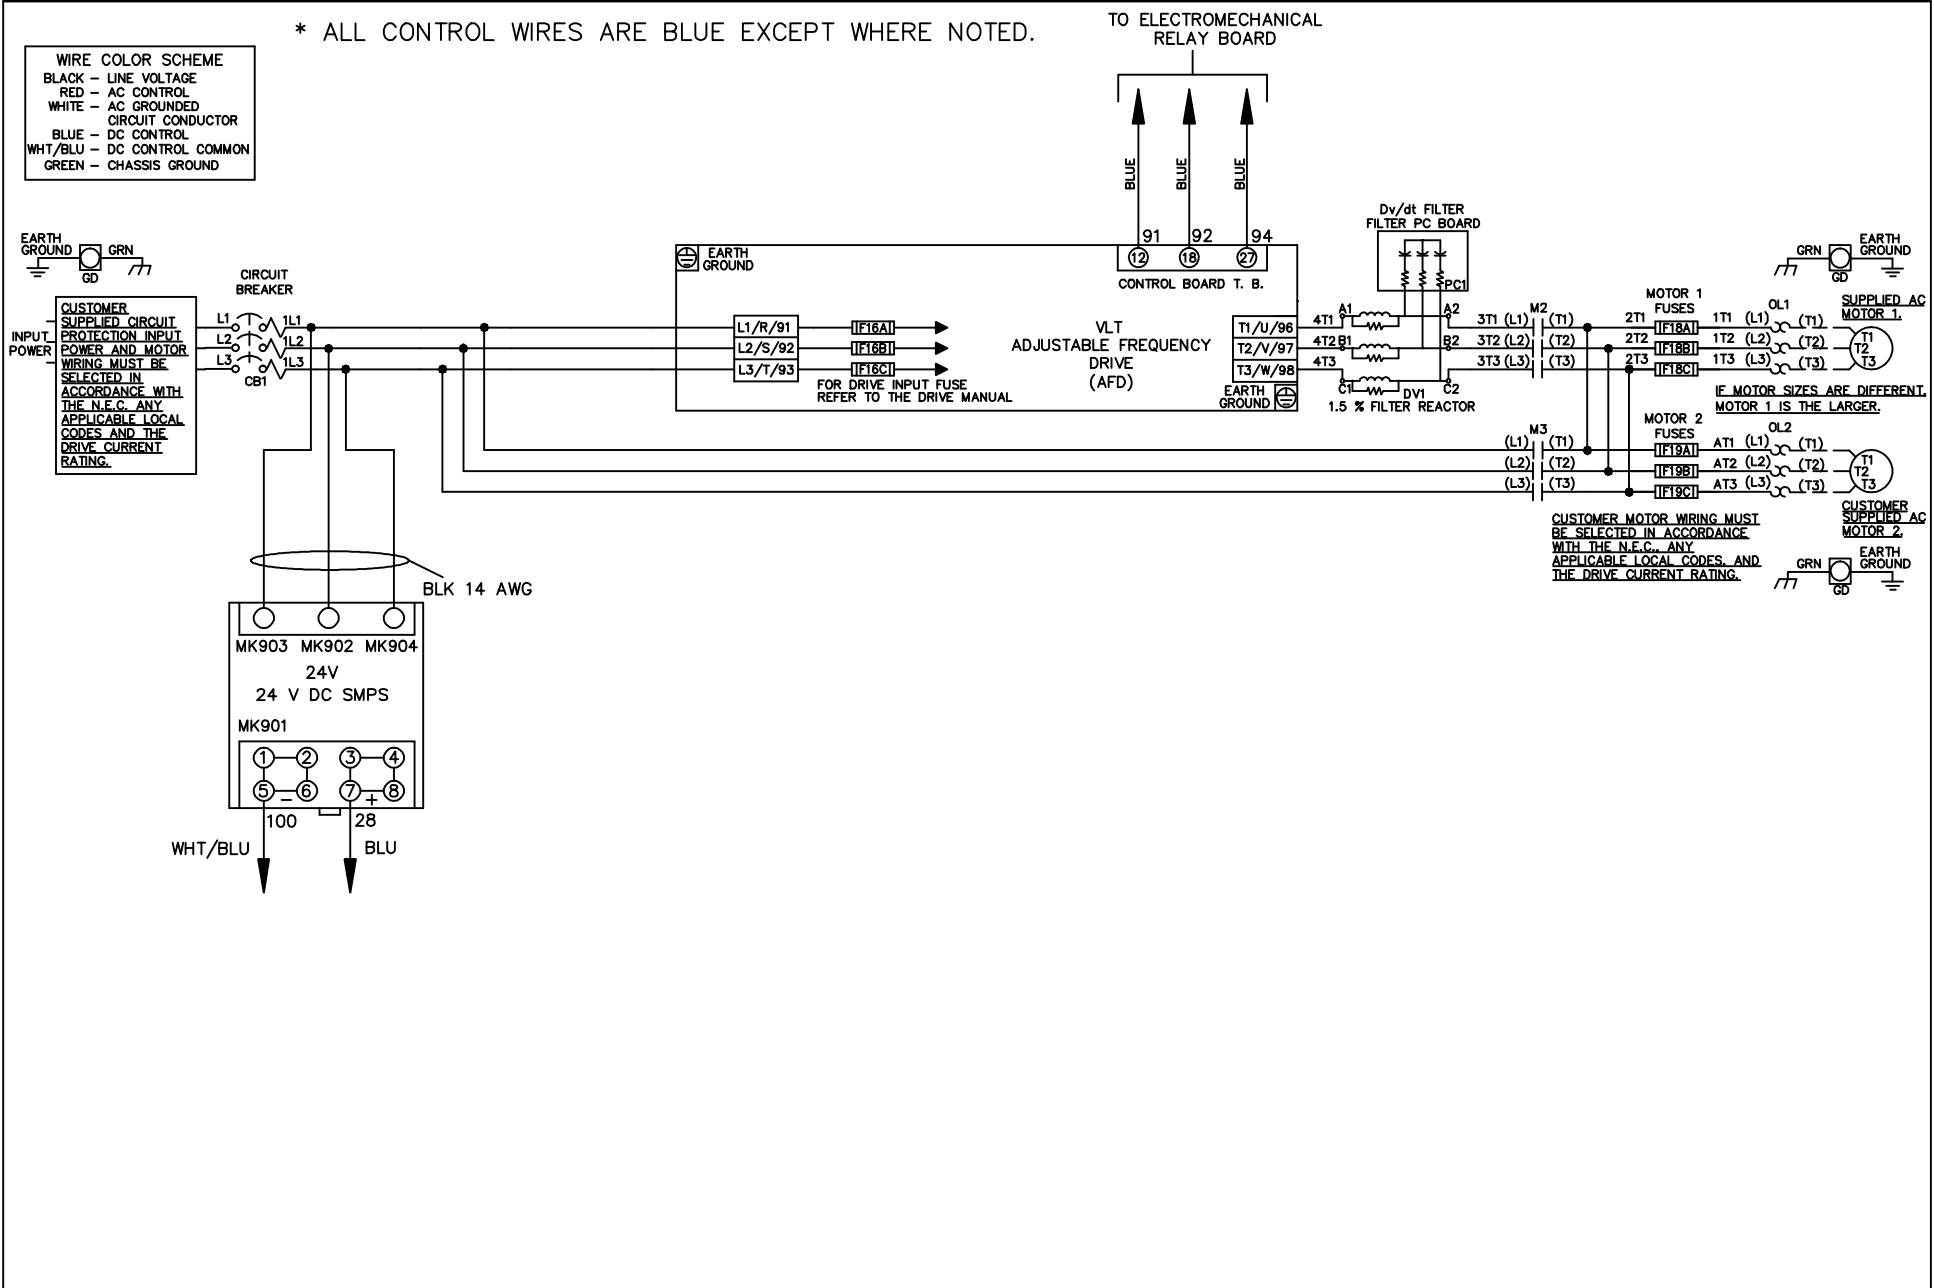 * ALL CONTROL WIRES ARE BLUE EXCEPT WHERE NOTED.
TO ELECTROMECHANICAL
RELAY BOARD
WIRE COLOR SCHEME
BLACK – LINE VOLTAGE
RED – AC CONTROL
WHITE – AC GROUNDED
CIRCUIT CONDUCTOR
BLUE – DC CONTROL
WHT/BLU – DC CONTROL COMMON
GREEN – CHASSIS GROUND
BLUE
BLUE
BLUE
91
92
94
12
18
27
CONTROL BOARD T. B.
EARTH
GROUND
GRN
GD
CIRCUIT
BREAKER
INPUT
POWER
CUSTOMER
SUPPLIED CIRCUIT
PROTECTION INPUT
POWER AND MOTOR
WIRING MUST BE
SELECTED IN
ACCORDANCE WITH
THE N.E.C. ANY
APPLICABLE LOCAL
CODES AND THE
DRIVE CURRENT
RATING.
L1
1L1
L2
1L2
L3
1L3
CB1
EARTH
GROUND
L1/R/91
L2/S/92
L3/T/93
F16A
F16B
F16C
FOR DRIVE INPUT FUSE
REFER TO THE DRIVE MANUAL
VLT
ADJUSTABLE FREQUENCY
DRIVE
(AFD)
T1/U/96
T2/V/97
T3/W/98
EARTH
GROUND
Dv/dt FILTER
FILTER PC BOARD
PC1
4T1
A1
A2
4T2
B1
B2
4T3
C1
C2
DV1
1.5 % FILTER REACTOR
M2
3T1 (L1) (T1)
3T2 (L2) (T2)
3T3 (L3) (T3)
MOTOR 1
FUSES
2T1 F18A 1T1 (L1)
2T2 F18B 1T2 (L2)
2T3 F18C 1T3 (L3)
OL1
(T1)
(T2)
(T3)
T1
T2
T3
GRN
GD
EARTH
GROUND
SUPPLIED AC
MOTOR 1.
IF MOTOR SIZES ARE DIFFERENT,
MOTOR 1 IS THE LARGER.
M3
(L1) (T1)
(L2) (T2)
(L3) (T3)
MOTOR 2
FUSES
F19A AT1 (L1)
F19B AT2 (L2)
F19C AT3 (L3)
OL2
(T1)
(T2)
(T3)
T1
T2
T3
CUSTOMER
SUPPLIED AC
MOTOR 2.
CUSTOMER MOTOR WIRING MUST
BE SELECTED IN ACCORDANCE
WITH THE N.E.C., ANY
APPLICABLE LOCAL CODES, AND
THE DRIVE CURRENT RATING.
GRN
GD
EARTH
GROUND
BLK 14 AWG
MK903 MK902 MK904
24V
24 V DC SMPS
MK901
1 2 3 4
5 – 6 7 + 8
100
28
WHT/BLU
BLU